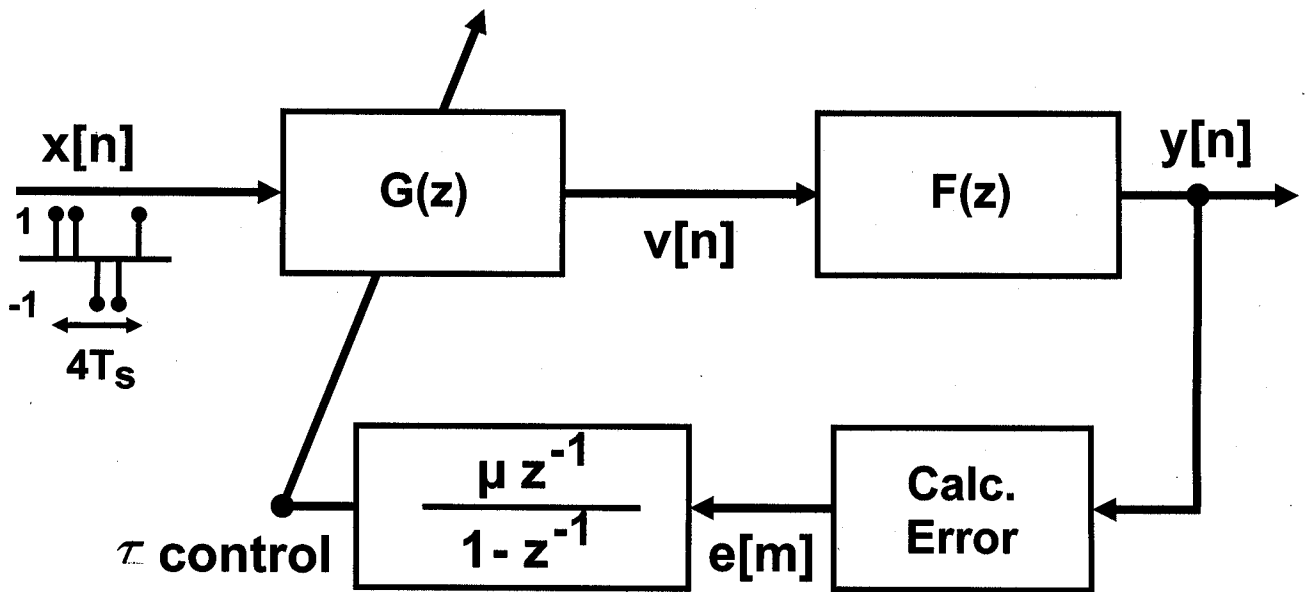 x[n]
1
-1
4Ts
G(z)
v[n]
F(z)
y[n]
μ z-1
1- z-1
τ control
e[m]
Calc.
Error